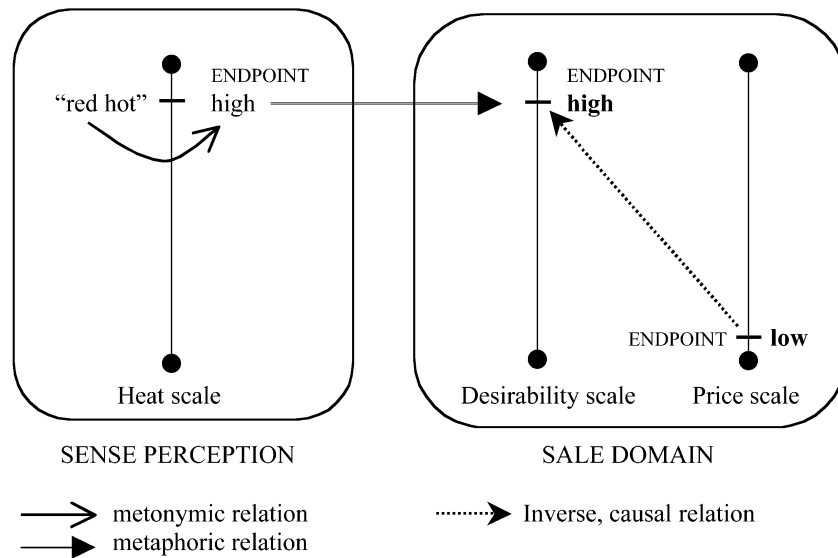 ENDPOINT
“red hot”
high
ENDPOINT
high
ENDPOINT
low
Heat scale
Desirability scale
Price scale
SENSE PERCEPTION
SALE DOMAIN
metonymic relation
metaphoric relation
Inverse, causal relation